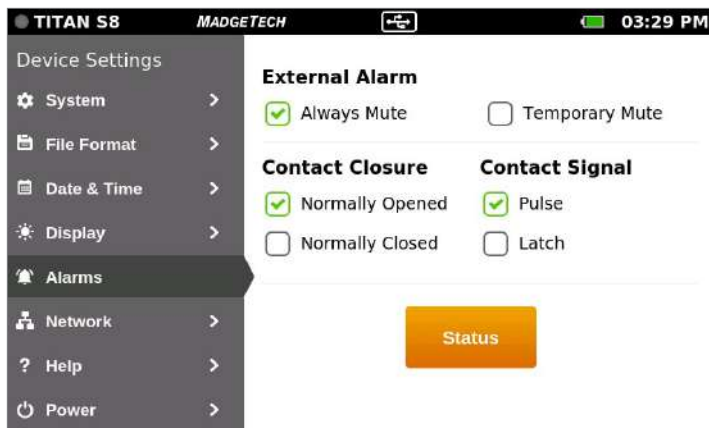 TITAN S8 MADGETECH 03:29 PM
Device Settings
System
File Format
Date & Time
Display
Alarms
Network
? Help
Power
External Alarm
Always Mute Temporary Mute
Contact Closure Contact Signal
Normally Opened Pulse
Normally Closed Latch
Status